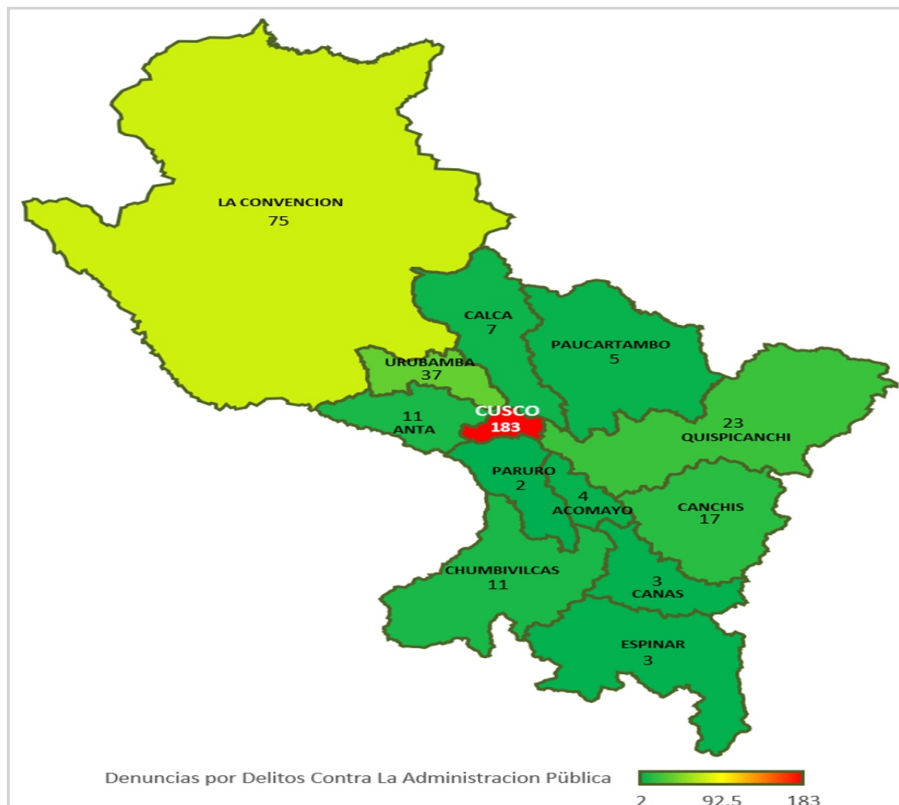 LA CONVENCION
75
CALCA
7
PAUCARTAMBO
5
URUBAMBA
37
CUSCO
183
11
ANTA
23
QUISPICANCHI
PARURO
2
4
ACOMAYO
CANCHIS
17
CHUMBIVILCAS
11
3
CANAS
ESPINAR
3
Denuncias por Delitos Contra La Administracion Püblica
2 92.5 183